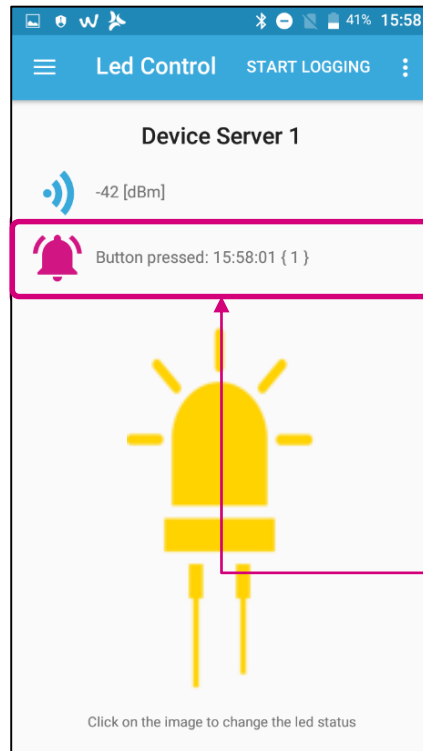 41% 15:58
Led Control START LOGGING
Device Server 1
-42 [dBm]
Button pressed: 15:58:01 { 1 }
Click on the image to change the led status